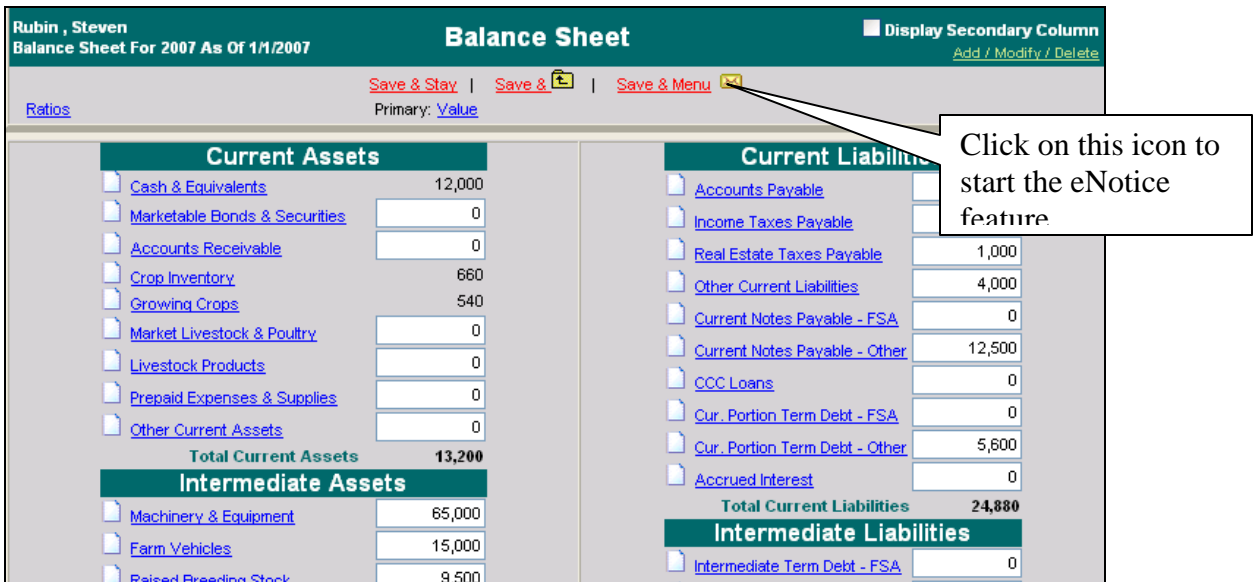 Rubin , Steven
Balance Sheet For 2007 As Of 1/1/2007
Balance Sheet
Display Secondary Column
Add / Modify / Delete
Save & Stay | Save & | Save & Menu
Ratios
Primary: Value
Click on this icon to
start the eNotice
feature
Current Assets
Cash & Equivalents 12,000
Marketable Bonds & Securities 0
Accounts Receivable 0
Crop Inventory 660
Growing Crops 540
Market Livestock & Poultry 0
Livestock Products 0
Prepaid Expenses & Supplies 0
Other Current Assets 0
Total Current Assets 13,200
Intermediate Assets
Machinery & Equipment 65,000
Farm Vehicles 15,000
Raised Breeding Stock 9,500
Current Liabiliti
Accounts Payable
Income Taxes Payable
Real Estate Taxes Payable 1,000
Other Current Liabilities 4,000
Current Notes Payable - FSA 0
Current Notes Payable - Other 12,500
CCC Loans 0
Cur. Portion Term Debt - FSA 0
Cur. Portion Term Debt - Other 5,600
Accrued Interest 0
Total Current Liabilities 24,880
Intermediate Liabilities
Intermediate Term Debt - FSA 0